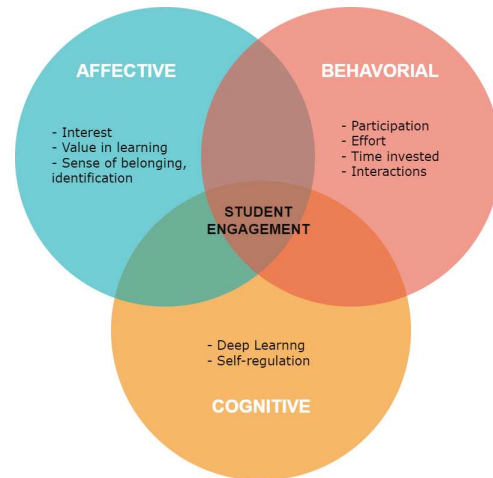 AFFECTIVE
- Interest
- Value in learning
- Sense of belonging,
identification
BEHAVORIAL
- Participation
- Effort
- Time invested
- Interactions
STUDENT
ENGAGEMENT
- Deep Learnng
- Self-regulation
COGNITIVE